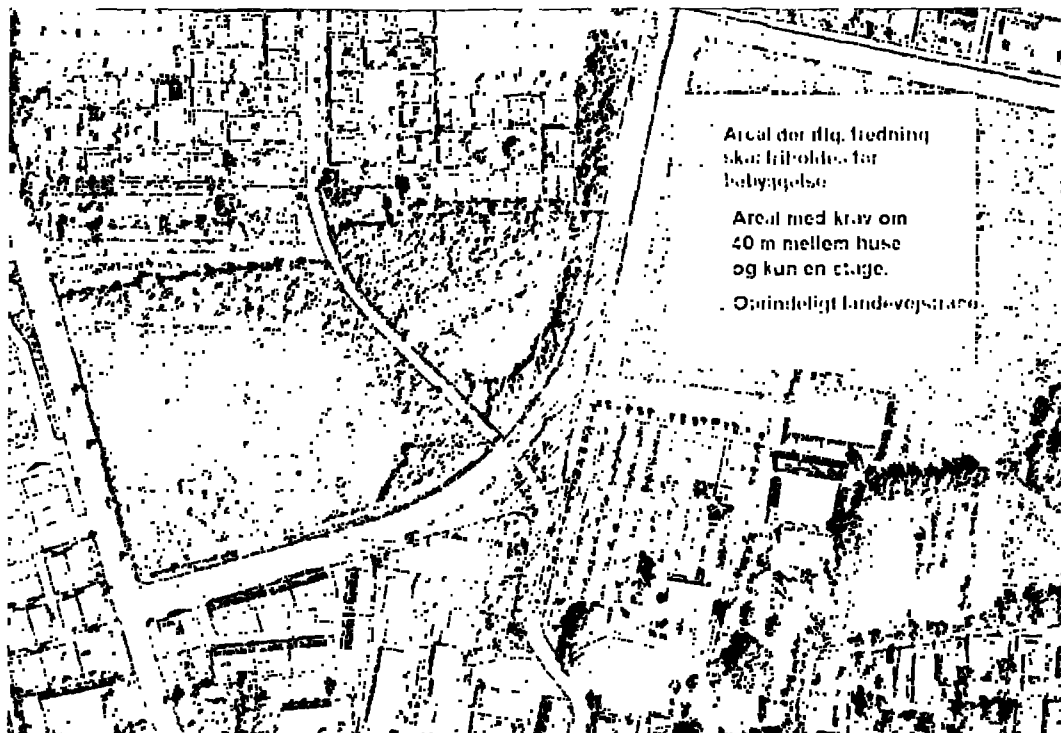 Areal der iflg. fredning
skal friholdes for
bebyggelse
Areal med krav om
40 m mellem huse
og kun en etage.
Oprindeligt landevejstracé